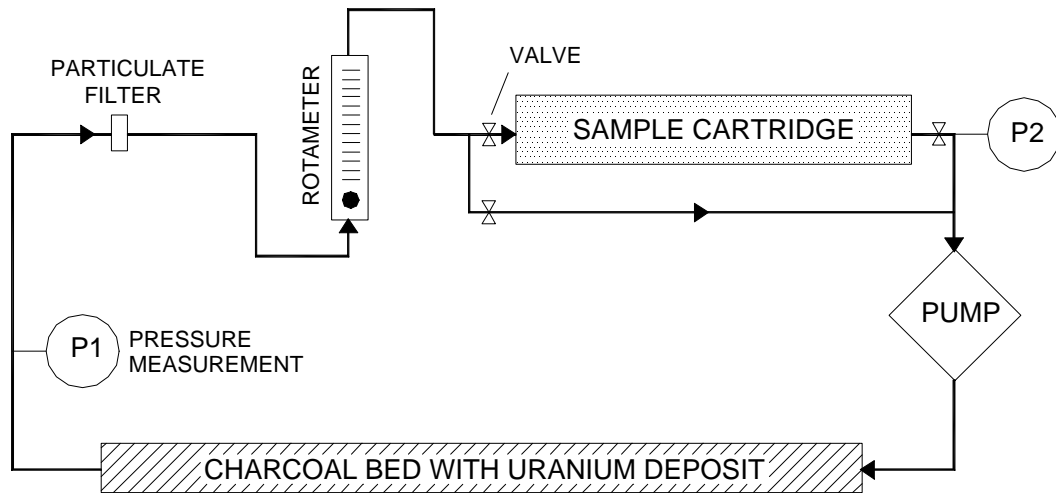 PARTICULATE
FILTER
ROTAMETER
VALVE
SAMPLE CARTRIDGE
P2
PUMP
P1
PRESSURE
MEASUREMENT
CHARCOAL BED WITH URANIUM DEPOSIT